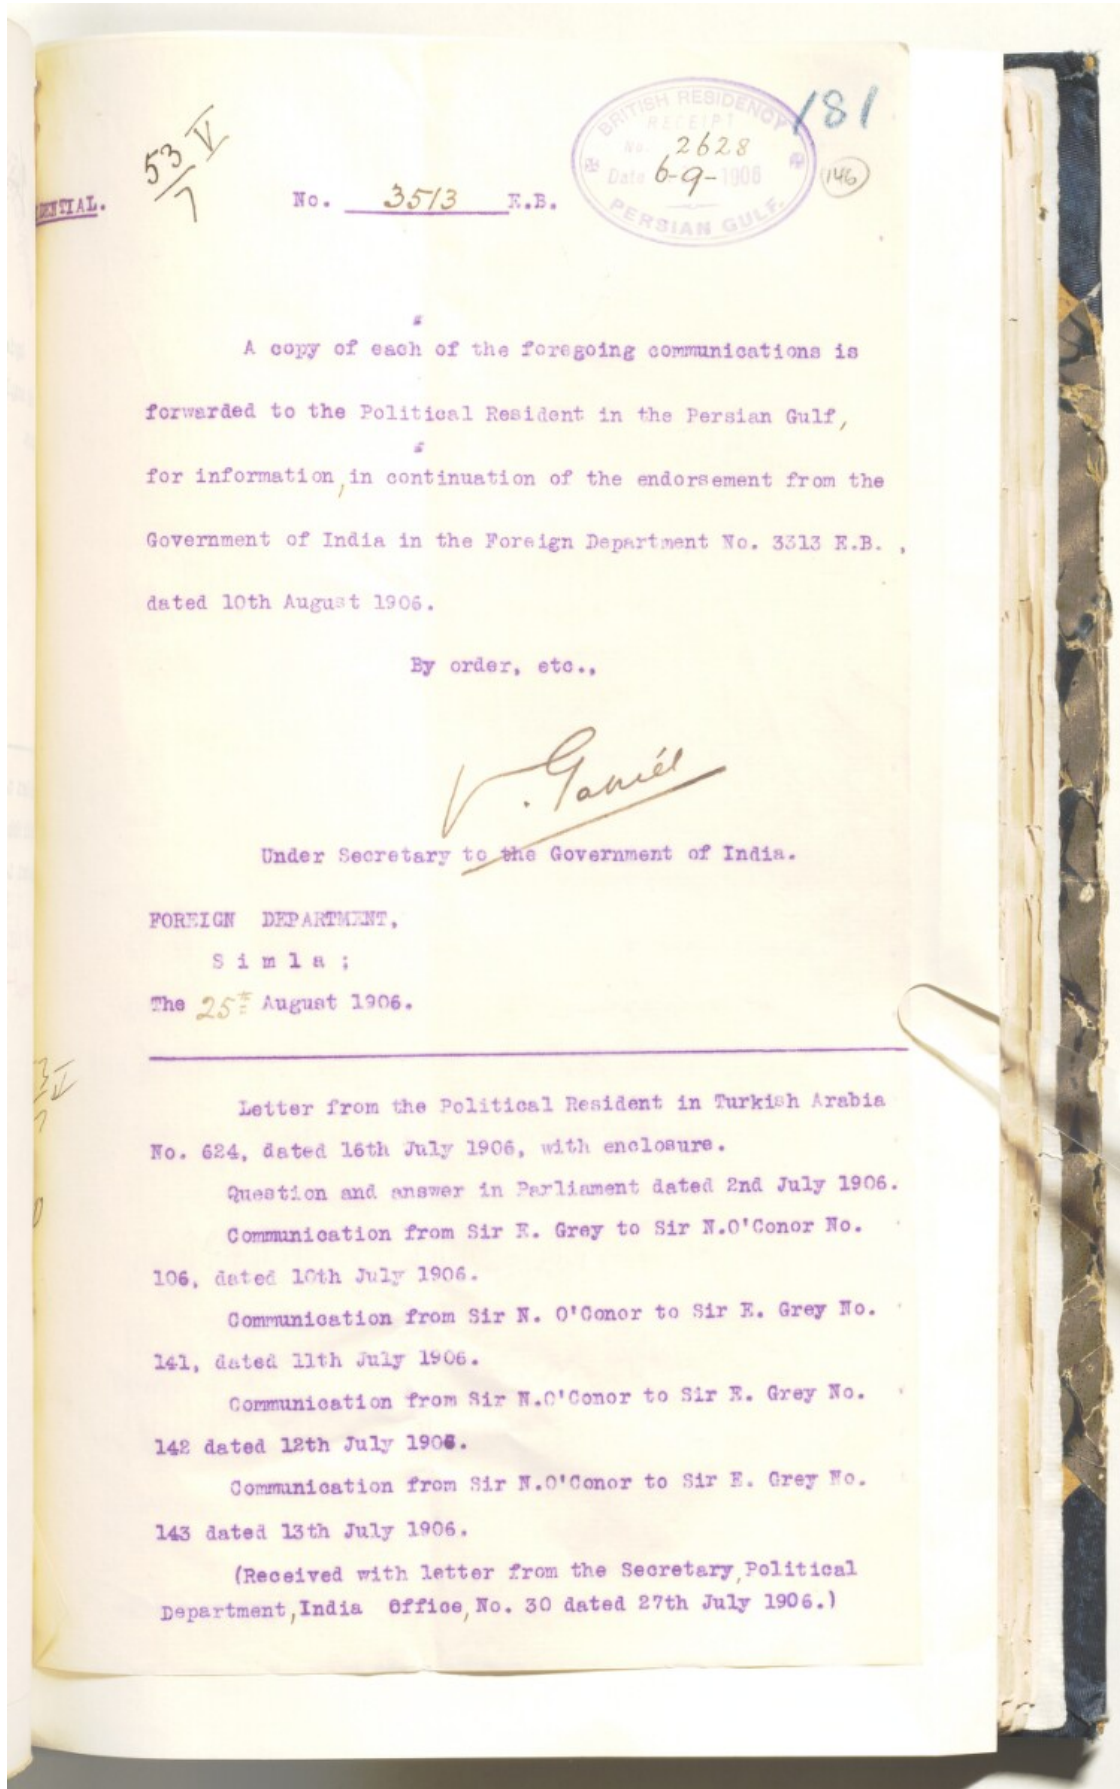 181
53 V
7
BRITISH RESIDENCY
RECEIPT
No. 2628
Date 6-9-1906
PERSIAN GULF.
146
DENTIAL.
No. 3513 E.B.
A copy of each of the foregoing communications is
forwarded to the Political Resident in the Persian Gulf,
for information, in continuation of the endorsement from the
Government of India in the Foreign Department No. 3313 E.B. ,
dated 10th August 1906.
By order, etc.,
V. Gabriel
Under Secretary to the Government of India.
FOREIGN DEPARTMENT,
Simla;
The 25th August 1906.
Letter from the Political Resident in Turkish Arabia
No. 624, dated 16th July 1906, with enclosure.
Question and answer in Parliament dated 2nd July 1906.
Communication from Sir E. Grey to Sir N.O'Conor No.
106, dated 10th July 1906.
Communication from Sir N. O'Conor to Sir E. Grey No.
141, dated 11th July 1906.
Communication from Sir N.O'Conor to Sir E. Grey No.
142 dated 12th July 1906.
Communication from Sir N.O'Conor to Sir E. Grey No.
143 dated 13th July 1906.
(Received with letter from the Secretary, Political
Department, India Office, No. 30 dated 27th July 1906.)